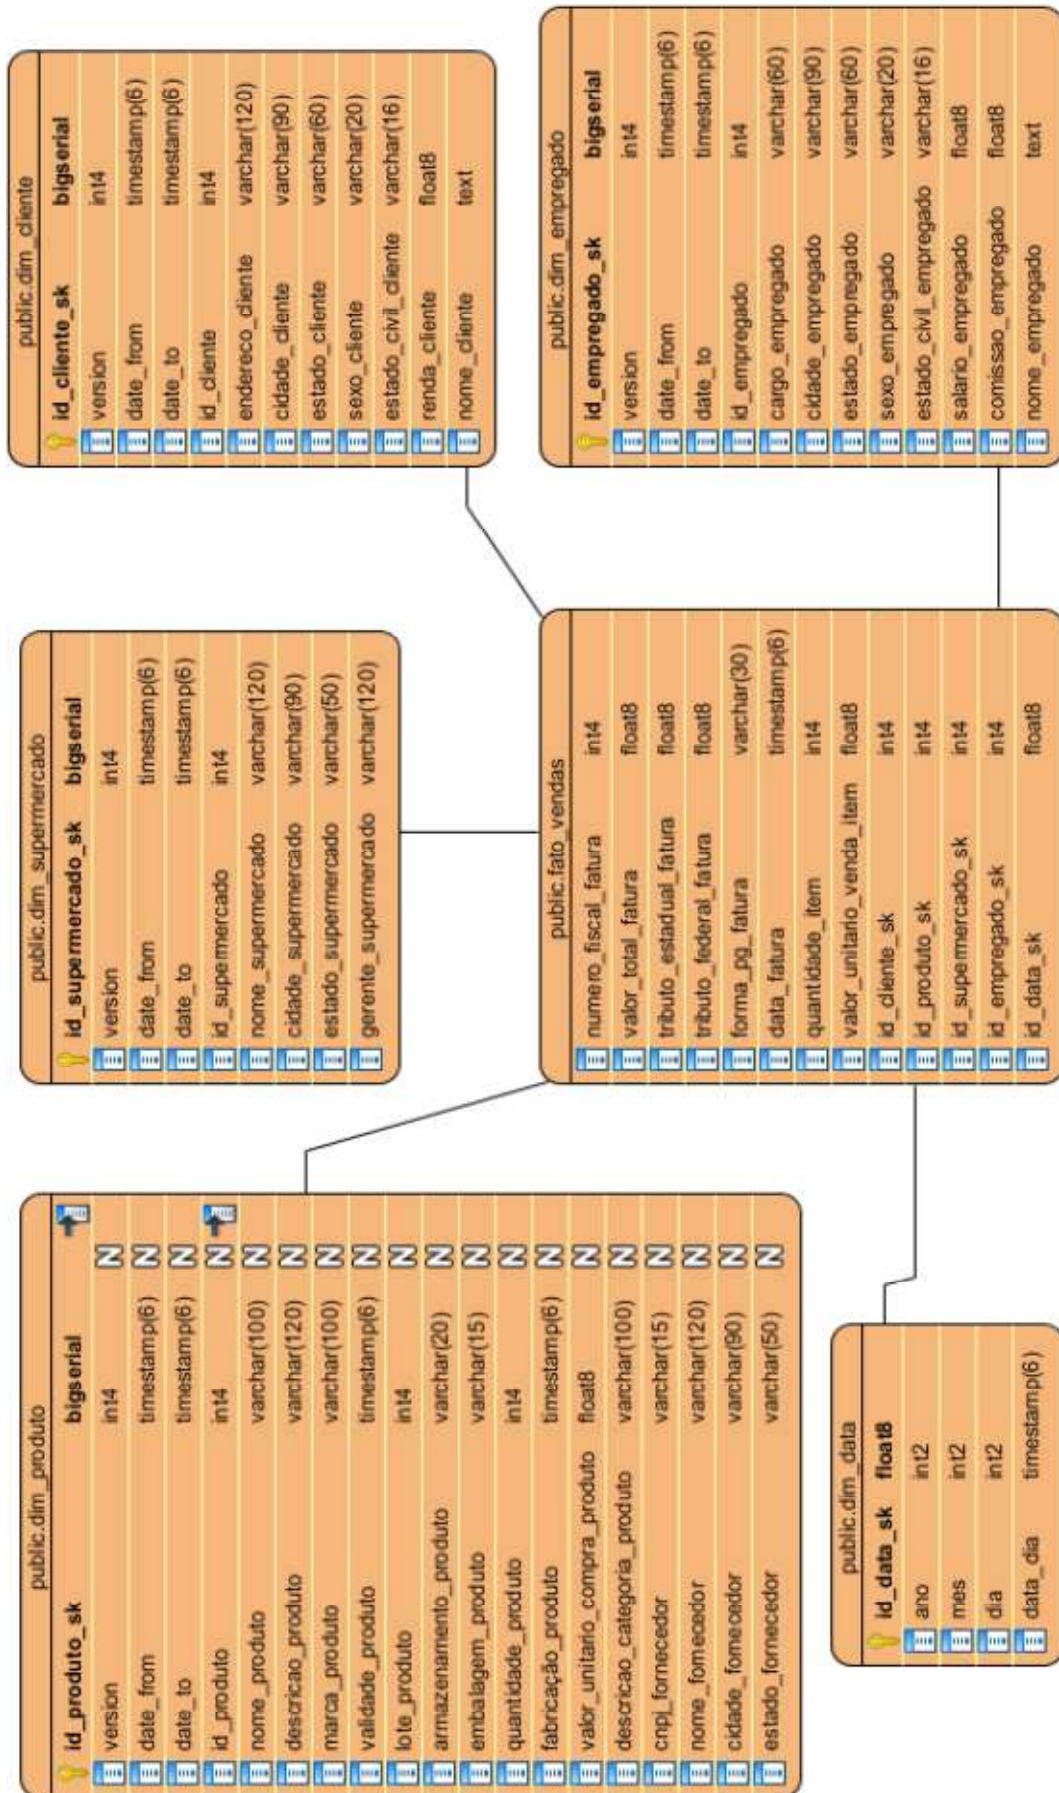 public.dim_produto
id_produto_sk bigserial
version int4 N
date_from timestamp(6) N
date_to timestamp(6) N
id_produto int4 N
nome_produto varchar(100) N
descricao_produto varchar(120) N
marca_produto varchar(100) N
validade_produto timestamp(6) N
lote_produto int4 N
armazenamento_produto varchar(20) N
embalagem_produto varchar(15) N
quantidade_produto int4 N
fabricação_produto timestamp(6) N
valor_unitario_compra_produto float8 N
descricao_categoria_produto varchar(100) N
cnpj_fornecedor varchar(15) N
nome_fornecedor varchar(120) N
cidade_fornecedor varchar(90) N
estado_fornecedor varchar(50) N
public.dim_supermercado
id_supermercado_sk bigserial
version int4
date_from timestamp(6)
date_to timestamp(6)
id_supermercado int4
nome_supermercado varchar(120)
cidade_supermercado varchar(90)
estado_supermercado varchar(50)
gerente_supermercado varchar(120)
public.dim_cliente
id_cliente_sk bigserial
version int4
date_from timestamp(6)
date_to timestamp(6)
id_cliente int4
endereco_cliente varchar(120)
cidade_cliente varchar(90)
estado_cliente varchar(60)
sexo_cliente varchar(20)
estado_civil_cliente varchar(16)
renda_cliente float8
nome_cliente text
public.dim_data
id_data_sk float8
ano int2
mes int2
dia int2
data_dia timestamp(6)
public.fato_vendas
numero_fiscal_fatura int4
valor_total_fatura float8
tributo_estadual_fatura float8
tributo_federal_fatura float8
forma_pg_fatura varchar(30)
data_fatura timestamp(6)
quantidade_item int4
valor_unitario_venda_item float8
id_cliente_sk int4
id_produto_sk int4
id_supermercado_sk int4
id_empregado_sk int4
id_data_sk float8
public.dim_empregado
id_empregado_sk bigserial
version int4
date_from timestamp(6)
date_to timestamp(6)
id_empregado int4
cargo_empregado varchar(60)
cidade_empregado varchar(90)
estado_empregado varchar(60)
sexo_empregado varchar(20)
estado_civil_empregado varchar(16)
salario_empregado float8
comissao_empregado float8
nome_empregado text